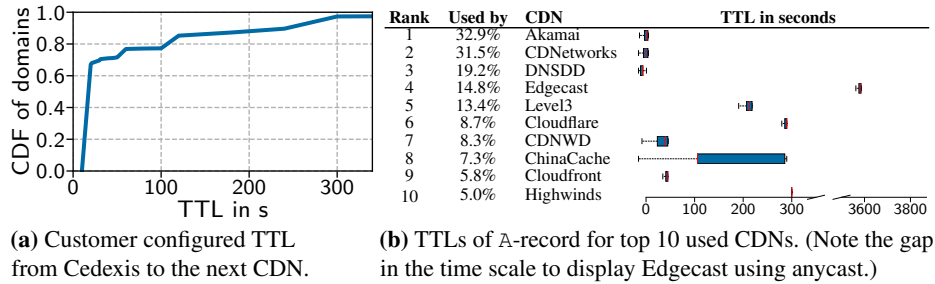 1.0
0.8
0.6
0.4
0.2
0.0
CDF of domains
0
100
200
300
TTL in s
(a) Customer configured TTL
from Cedexis to the next CDN.
Rank Used by CDN TTL in seconds
1 32.9% Akamai
2 31.5% CDNetworks
3 19.2% DNSDD
4 14.8% Edgecast
5 13.4% Level3
6 8.7% Cloudflare
7 8.3% CDNWD
8 7.3% ChinaCache
9 5.8% Cloudfront
10 5.0% Highwinds
0 100 200 300 3600 3800
(b) TTLs of A-record for top 10 used CDNs. (Note the gap
in the time scale to display Edgecast using anycast.)